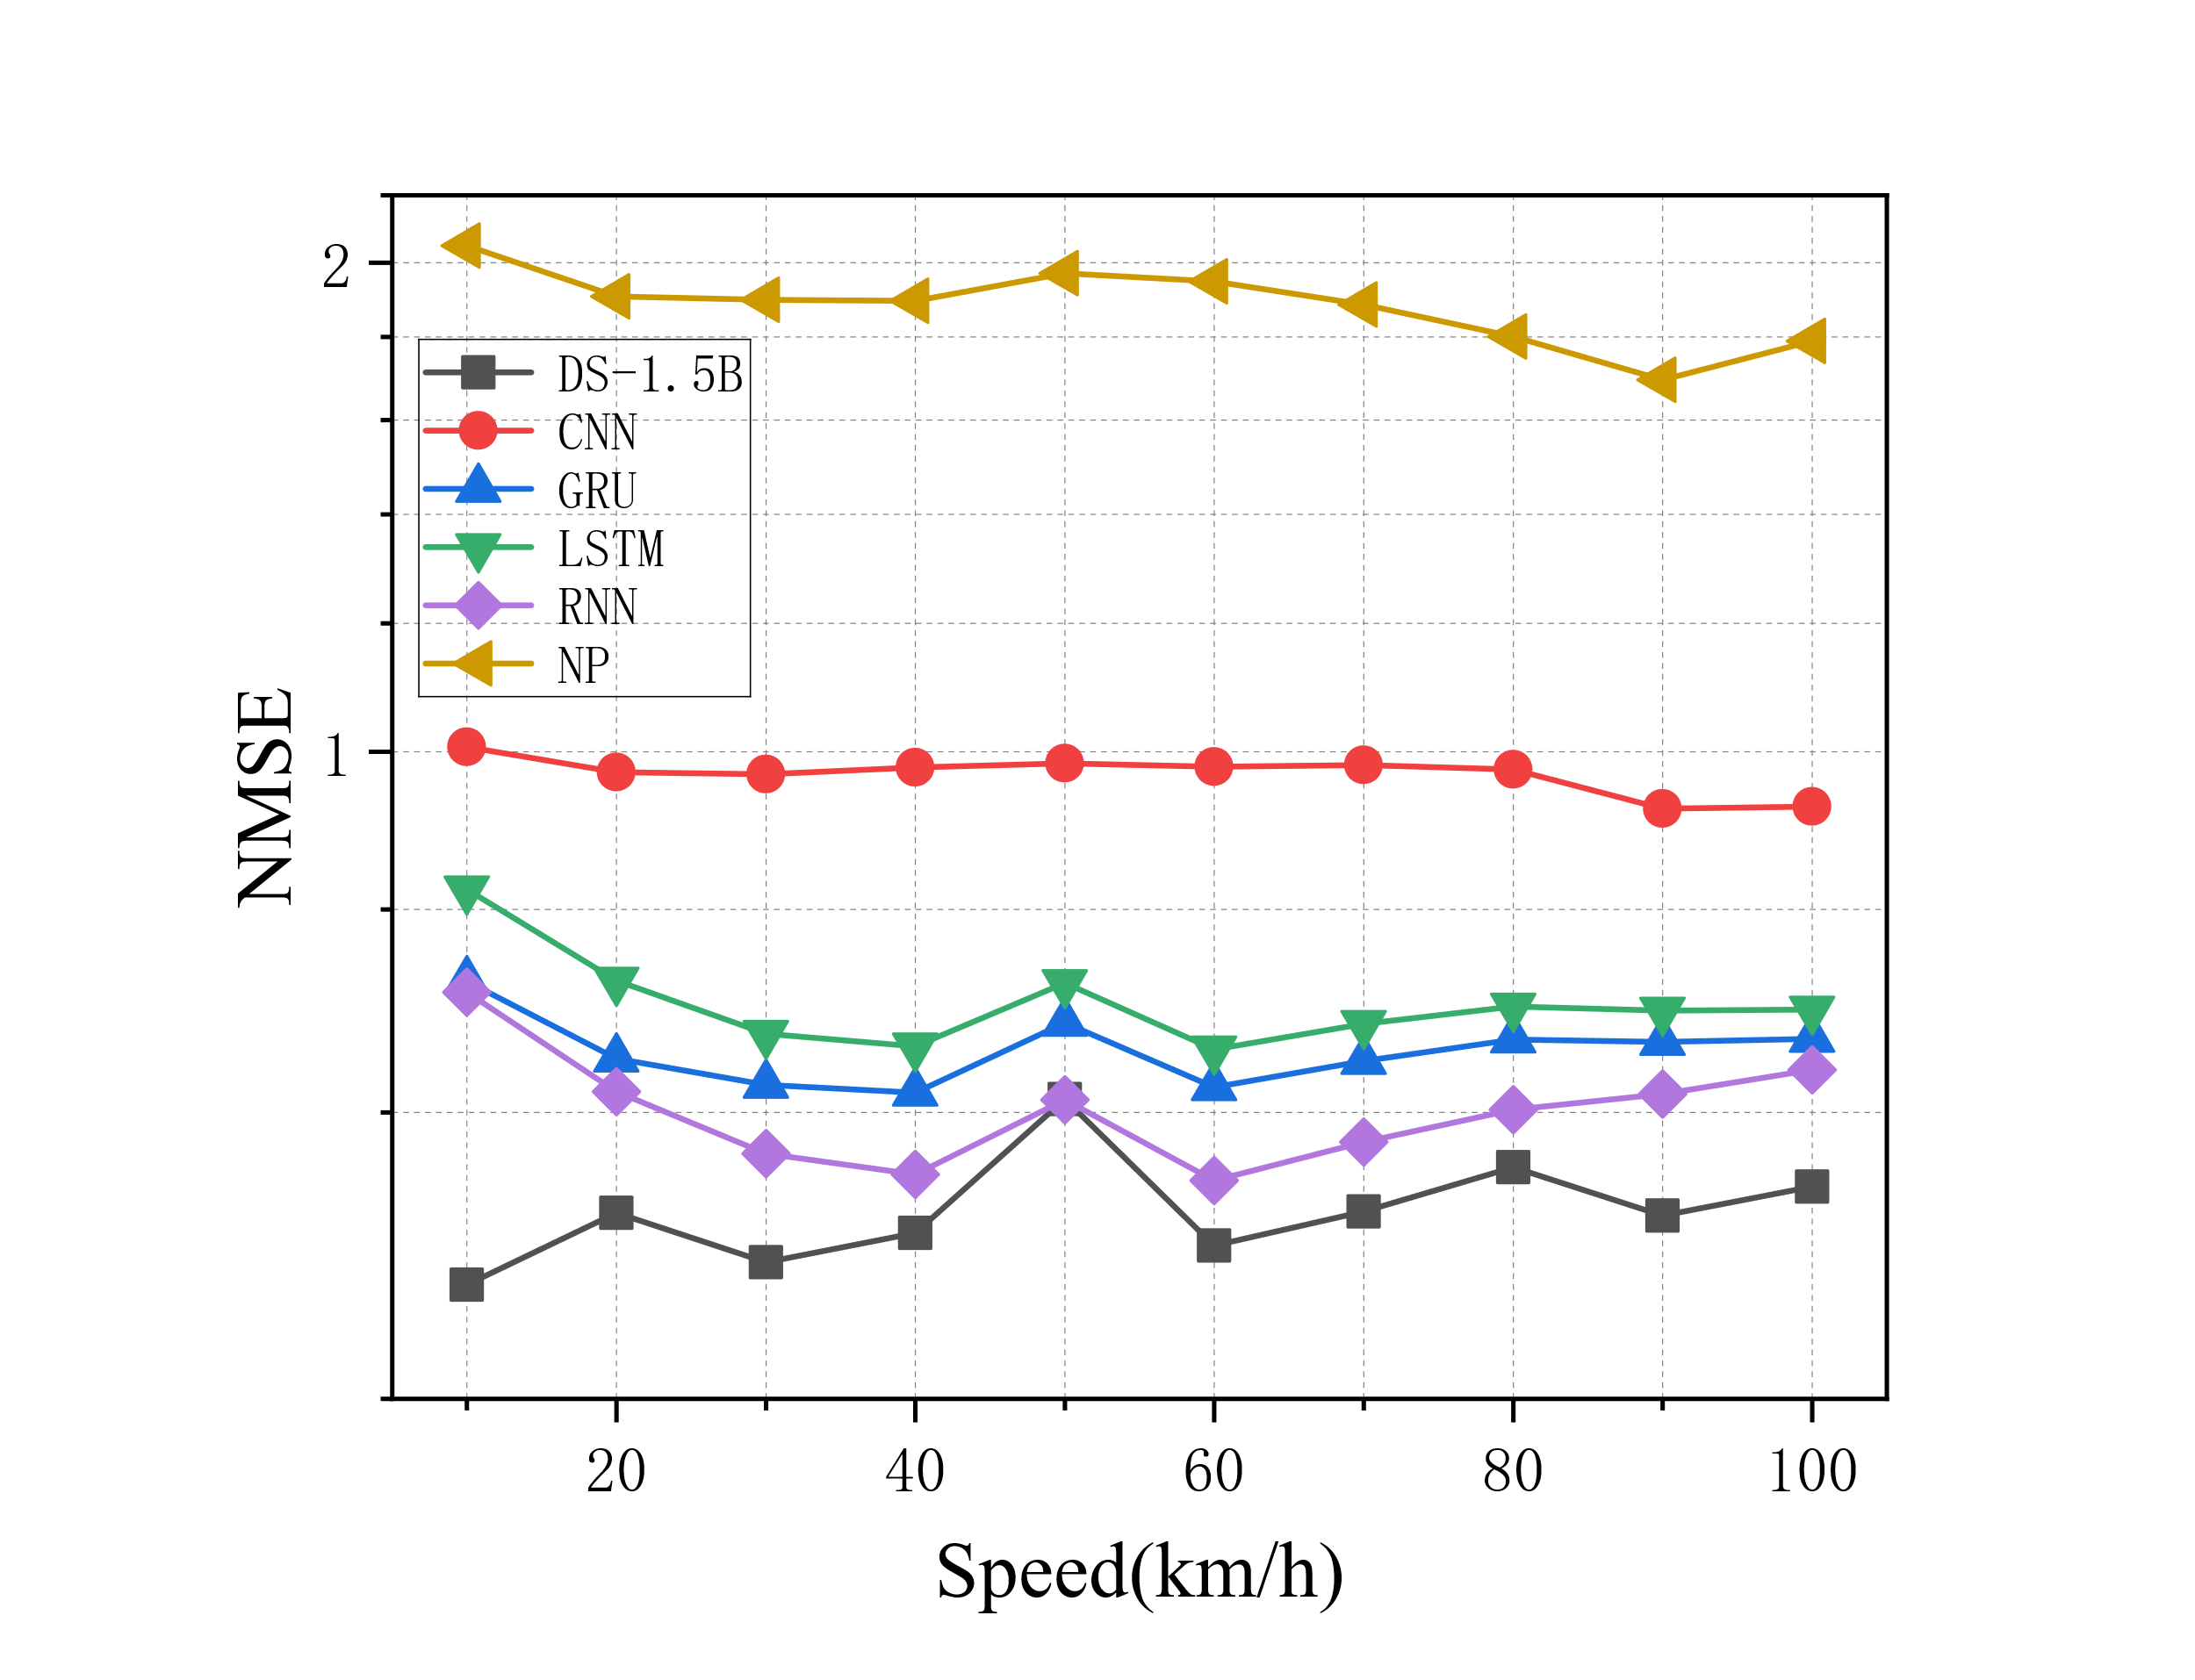 2
DS-1.5B
CNN
GRU
LSTM
RNN
NP
1
NMSE
20 40 60 80 100
Speed(km/h)